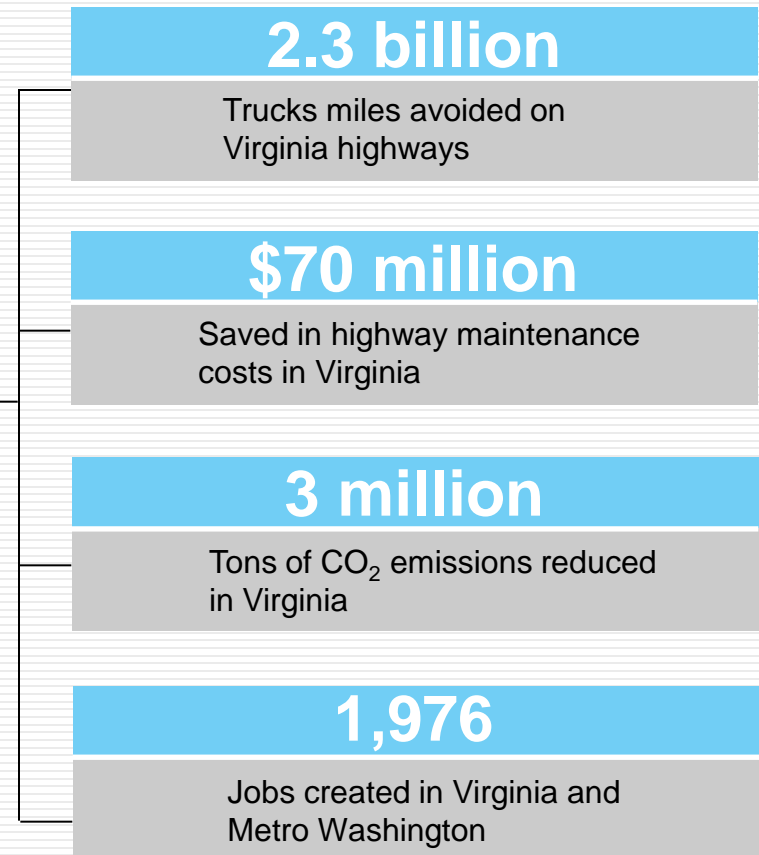 2.3 billion
Trucks miles avoided on
Virginia highways
$70 million
Saved in highway maintenance
costs in Virginia
3 million
Tons of CO₂ emissions reduced
in Virginia
1,976
Jobs created in Virginia and
Metro Washington